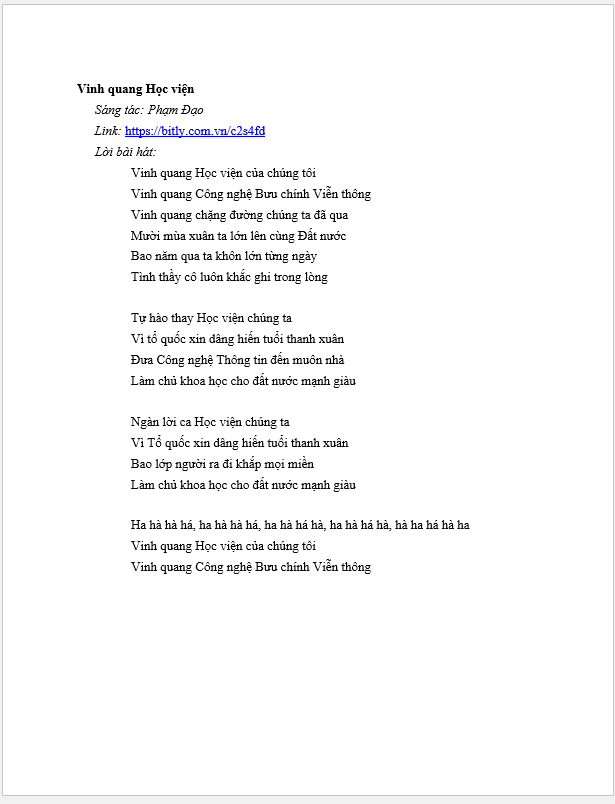 Vinh quang Học viện
Sáng tác: Phạm Đạo
Link: https://bitly.com.vn/c2s4fd
Lời bài hát:
Vinh quang Học viện của chúng tôi
Vinh quang Công nghệ Bưu chính Viễn thông
Vinh quang chặng đường chúng ta đã qua
Mười mùa xuân ta lớn lên cùng Đất nước
Bao năm qua ta khôn lớn từng ngày
Tình thầy cô luôn khắc ghi trong lòng
Tự hào thay Học viện chúng ta
Vì tổ quốc xin dâng hiến tuổi thanh xuân
Đưa Công nghệ Thông tin đến muôn nhà
Làm chủ khoa học cho đất nước mạnh giàu
Ngàn lời ca Học viện chúng ta
Vì Tổ quốc xin dâng hiến tuổi thanh xuân
Bao lớp người ra đi khắp mọi miền
Làm chủ khoa học cho đất nước mạnh giàu
Ha hà hà há, ha hà hà há, ha hà há hà, ha hà há hà, hà ha há hà ha
Vinh quang Học viện của chúng tôi
Vinh quang Công nghệ Bưu chính Viễn thông